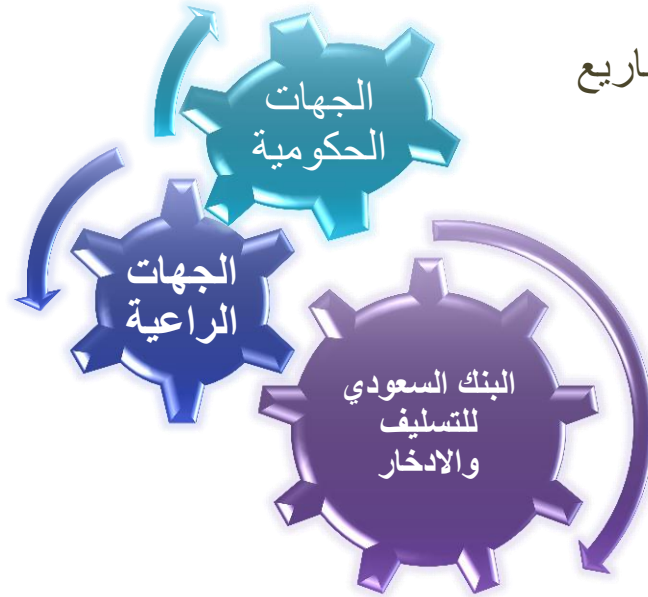 الجهات
الحكومية
الجهات
الراعية
البنك السعودي
للتسليف
والادخار